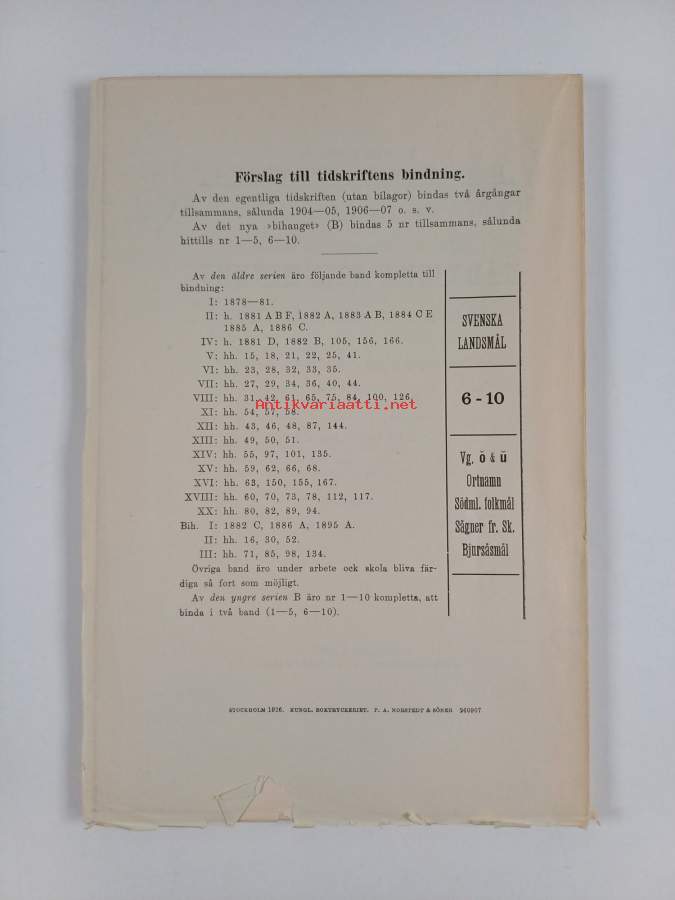 Förslag till tidskriftens bindning.
Av den egentliga tidskriften (utan bilagor) bindas två årgångar
tillsammans, sålunda 1904—05, 1906—07 o. s. v.
Av det nya »bihanget» (B) bindas 5 nr tillsammans, sålunda
hittills nr 1—5, 6—10.
Av den äldre serien äro följande band kompletta till
bindning:
I: 1878—81.
II: h. 1881 A B F, 1882 A, 1883 A B, 1884 C E
1885 A, 1886 C.
IV: h. 1881 D, 1882 B, 105, 156, 166.
V: hh. 15, 18, 21, 22, 25, 41.
VI: hh. 23, 28, 32, 33, 35.
VII: hh. 27, 29, 34, 36, 40, 44.
VIII: hh. 31, 42, 61, 65, 75, 84, 100, 126.
XI: hh. 54, 57, 58.
XII: hh. 43, 46, 48, 87, 144.
XIII: hh. 49, 50, 51.
XIV: hh. 55, 97, 101, 135.
XV: hh. 59, 62, 66, 68.
XVI: hh. 63, 150, 155, 167.
XVIII: hh. 60, 70, 73, 78, 112, 117.
XX: hh. 80, 82, 89, 94.
Bih. I: 1882 C, 1886 A, 1895 A.
II: hh. 16, 30, 52.
III: hh. 71, 85, 98, 134.
Övriga band äro under arbete ock skola bliva fär-
diga så fort som möjligt.
Av den yngre serien B äro nr 1—10 kompletta, att
binda i två band (1—5, 6—10).
SVENSKA
LANDSMÅL
6-10
Vg. ŏ & ŭ
Ortnamn
Södml. folkmål
Sägner fr. Sk.
Bjursåsmål
Antikvariaatti.net
STOCKHOLM 1916. KUNGL. BOKTRYCKERIET. P. A. NORSTEDT & SÖNER 160907